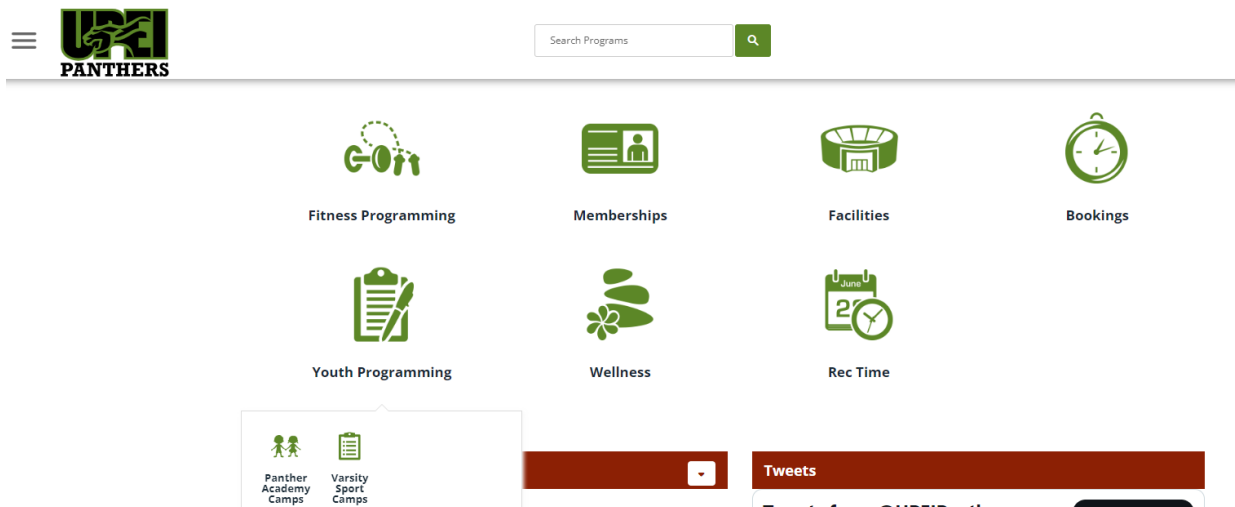 UPEI
PANTHERS
Search Programs
Fitness Programming
Memberships
Facilities
Bookings
June
Youth Programming
Wellness
Rec Time
Panther
Academy
Camps
Varsity
Sport
Camps
Tweets